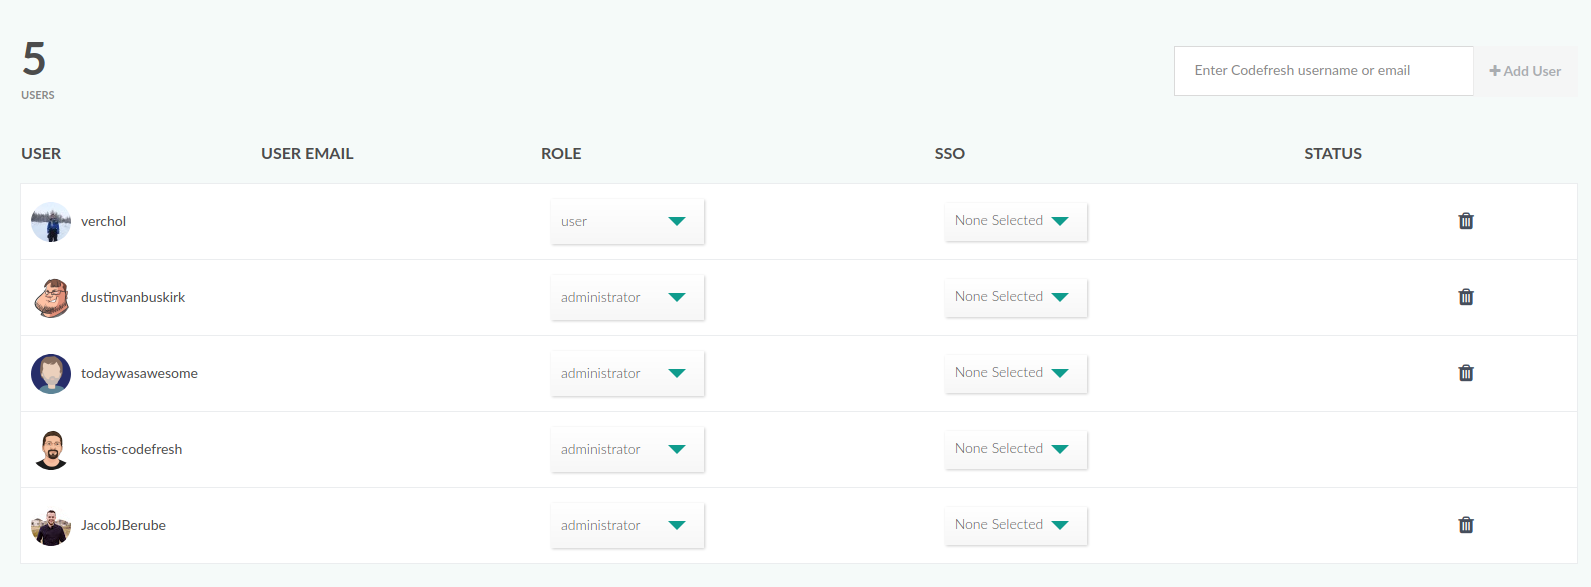 5
USERS
Enter Codefresh username or email
Add User
USER USER EMAIL ROLE SSO STATUS
verchol user None Selected
dustinvanbuskirk administrator None Selected
todaywasawesome administrator None Selected
kostis-codefresh administrator None Selected
JacobJBerube administrator None Selected